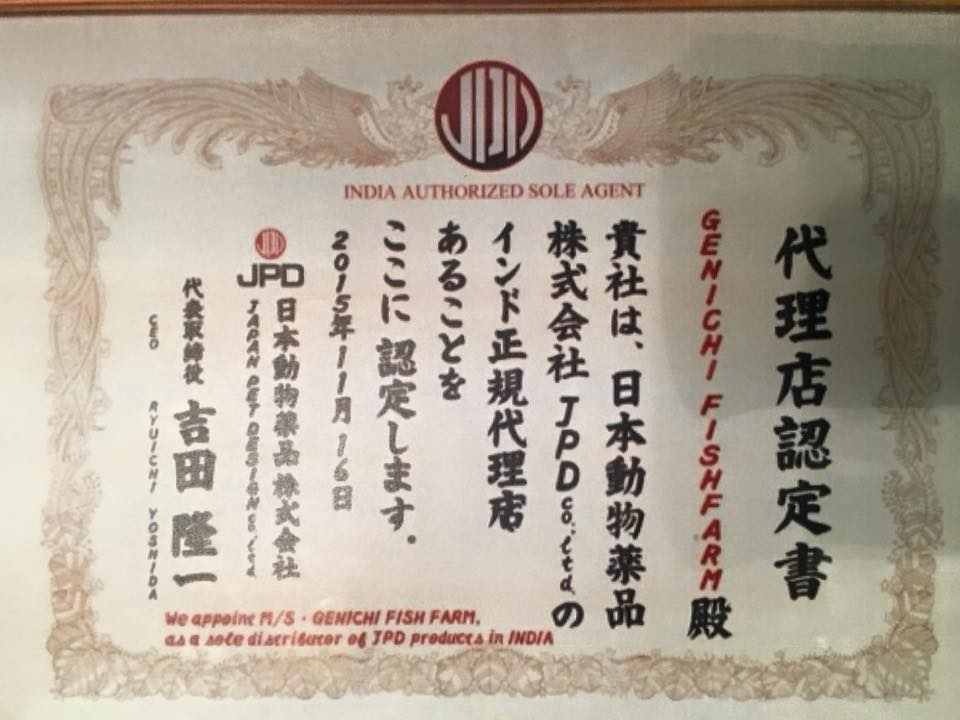 JPD
INDIA AUTHORIZED SOLE AGENT
代理店認定書
GENICHI FISHFARM殿
貴社は、日本動物薬品
株式会社 JPD co.,ltd.の
インド正規代理店
あることを
ここに認定します。
2015年11月16日
JPD
日本動物薬品 株式会社
JAPAN PET DESIGN Co., Ltd.
代表取締役 吉田 隆一
CEO RYUICHI YOSHIDA
We appoint M/S・GENICHI FISH FARM,
as a sole distributor of JPD products in INDIA